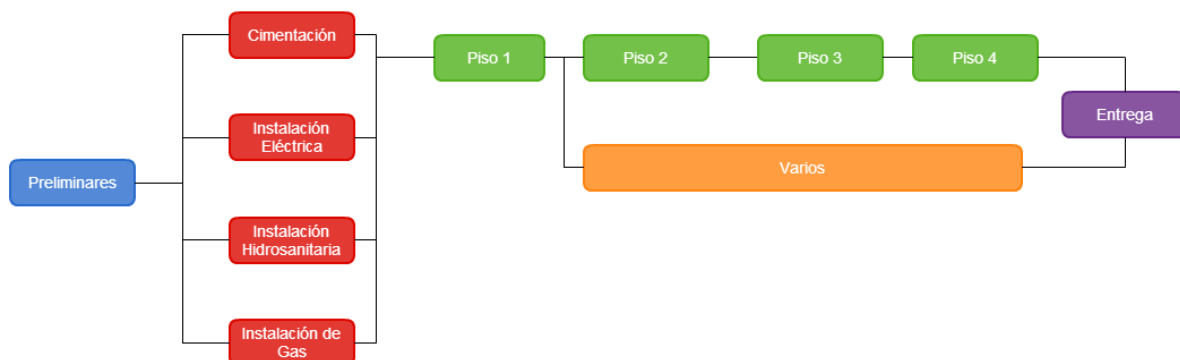 Cimentación
Piso 1
Piso 2
Piso 3
Piso 4
Entrega
Instalación
Eléctrica
Varios
Preliminares
Instalación
Hidrosanitaria
Instalación de
Gas